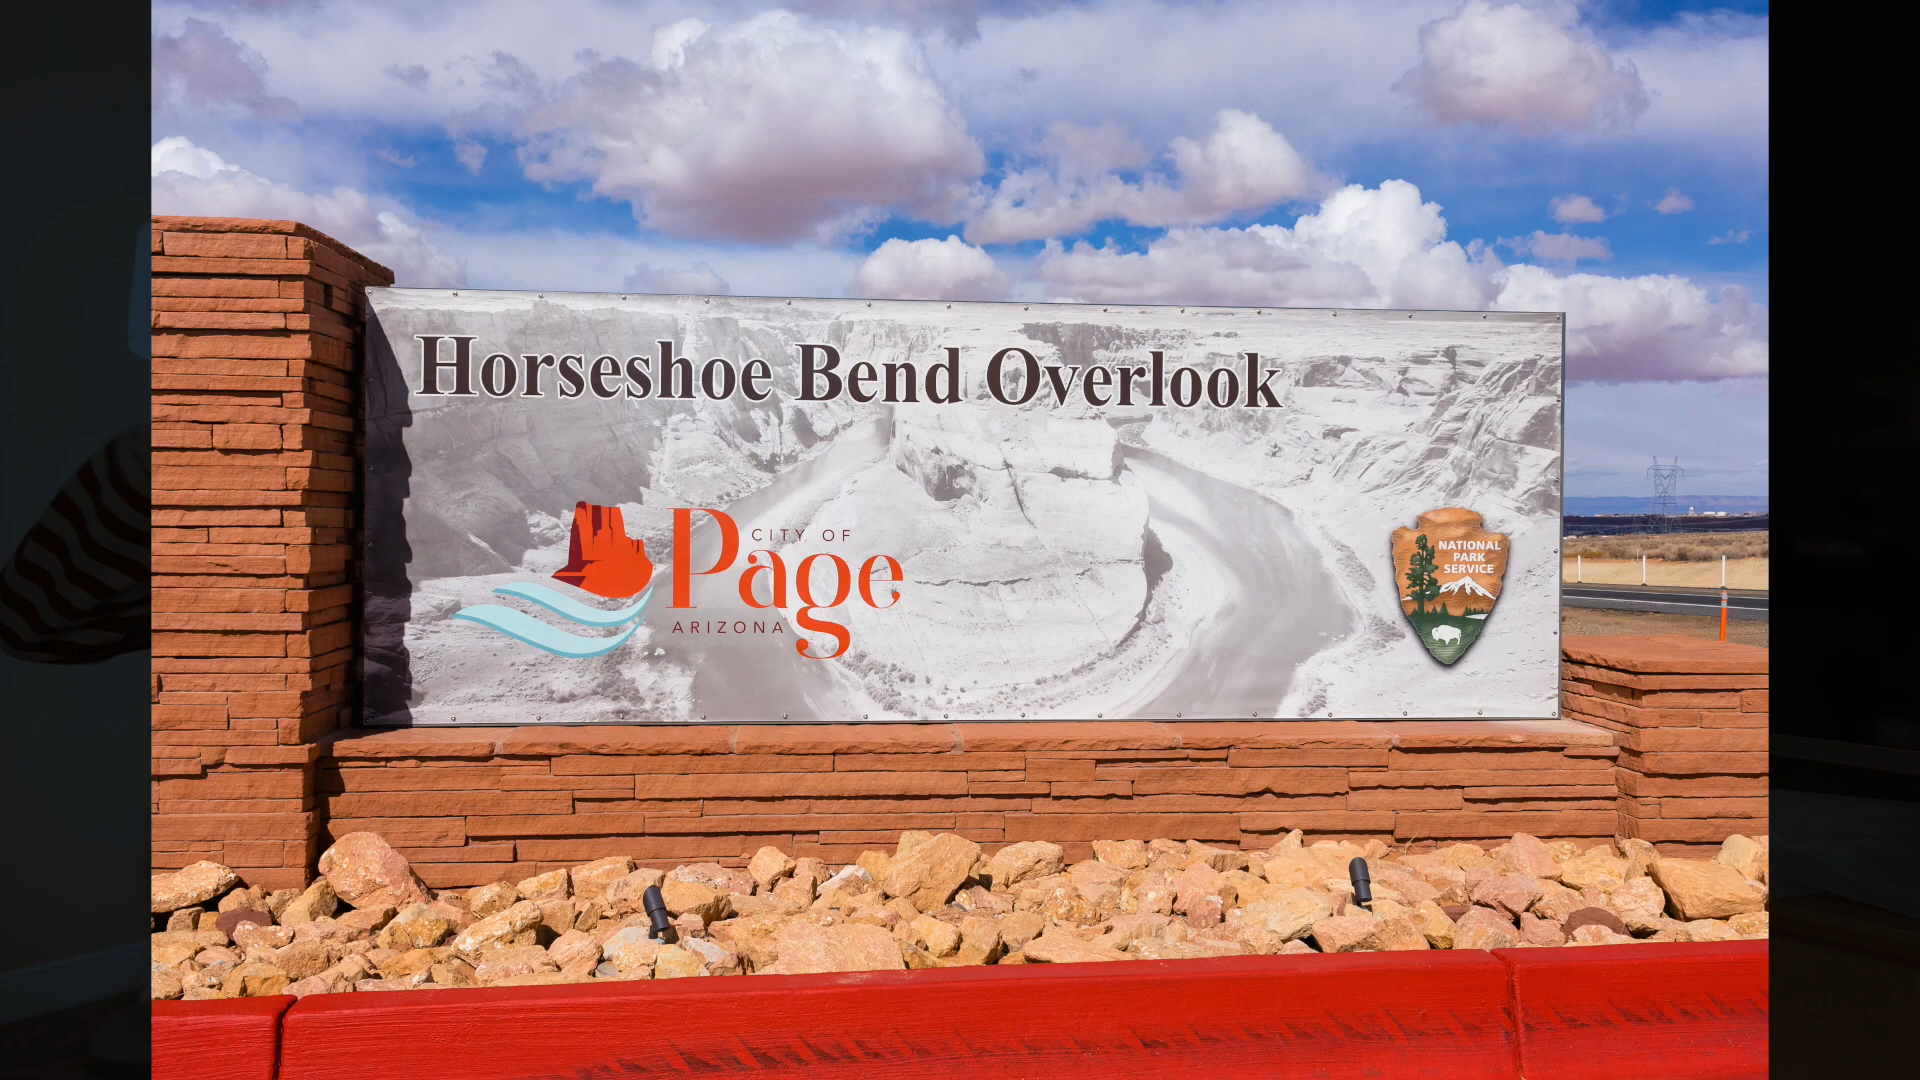 Horseshoe Bend Overlook
CITY OF
Page
ARIZONA
NATIONAL
PARK
SERVICE